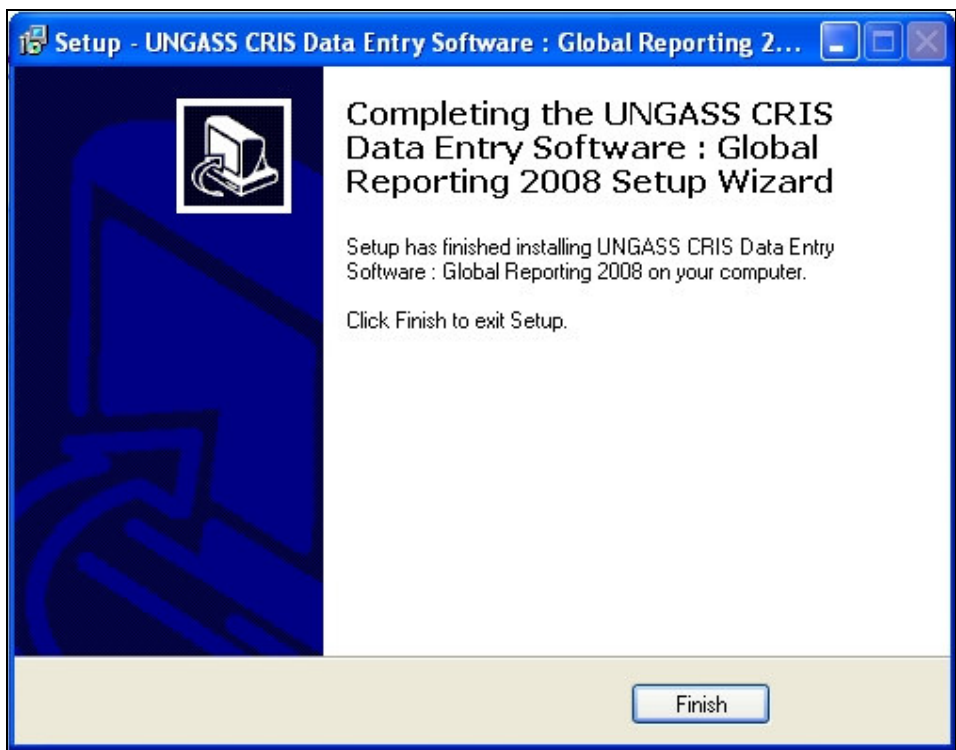 Setup - UNGASS CRIS Data Entry Software : Global Reporting 2...
Completing the UNGASS CRIS
Data Entry Software : Global
Reporting 2008 Setup Wizard
Setup has finished installing UNGASS CRIS Data Entry
Software : Global Reporting 2008 on your computer.
Click Finish to exit Setup.
Finish